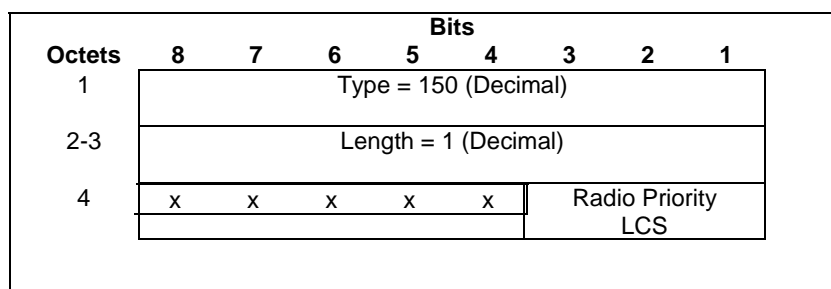 Bits
Octets 8 7 6 5 4 3 2 1
1 Type = 150 (Decimal)
2-3 Length = 1 (Decimal)
4 x x x x x Radio Priority
LCS